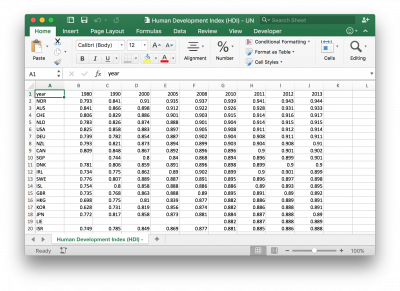 Human Development Index (HDI) - UN
Search Sheet
Home Insert Page Layout Formulas Data Review View Developer
Paste Calibri (Body) 12 Alignment Number Conditional Formatting Format as Table Cell Styles Cells Editing
A1 fx year
A B C D E F G H I J K L
1 year 1980 1990 2000 2005 2008 2010 2011 2012 2013
2 NOR 0.793 0.841 0.91 0.935 0.937 0.939 0.941 0.943 0.944
3 AUS 0.841 0.866 0.898 0.912 0.922 0.926 0.928 0.931 0.933
4 CHE 0.806 0.829 0.886 0.901 0.903 0.915 0.914 0.916 0.917
5 NLD 0.783 0.826 0.874 0.888 0.901 0.904 0.914 0.915 0.915
6 USA 0.825 0.858 0.883 0.897 0.905 0.908 0.911 0.912 0.914
7 DEU 0.739 0.782 0.854 0.887 0.902 0.904 0.908 0.911 0.911
8 NZL 0.793 0.821 0.873 0.894 0.899 0.903 0.904 0.908 0.91
9 CAN 0.809 0.848 0.867 0.892 0.896 0.896 0.9 0.901 0.902
10 SGP 0.744 0.8 0.84 0.868 0.894 0.896 0.899 0.901
11 DNK 0.781 0.806 0.859 0.891 0.896 0.898 0.899 0.9 0.9
12 IRL 0.734 0.775 0.862 0.89 0.902 0.899 0.9 0.901 0.899
13 SWE 0.776 0.807 0.889 0.887 0.891 0.895 0.896 0.897 0.898
14 ISL 0.754 0.8 0.858 0.888 0.886 0.886 0.89 0.893 0.895
15 GBR 0.735 0.768 0.863 0.888 0.89 0.895 0.891 0.89 0.892
16 HKG 0.698 0.775 0.81 0.839 0.877 0.882 0.886 0.889 0.891
17 KOR 0.628 0.731 0.819 0.856 0.874 0.882 0.886 0.888 0.891
18 JPN 0.772 0.817 0.858 0.873 0.881 0.884 0.887 0.888 0.89
19 LIE 0.882 0.887 0.888 0.889
20 ISR 0.749 0.785 0.849 0.869 0.877 0.881 0.885 0.886 0.888
Human Development Index (HDI) -
Ready 100%